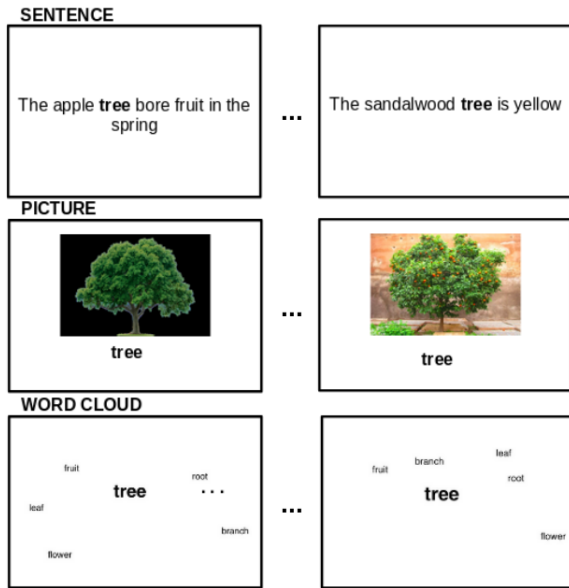 SENTENCE
The apple tree bore fruit in the
spring
...
The sandalwood tree is yellow
PICTURE
tree
...
tree
WORD CLOUD
fruit
root
tree
...
leaf
branch
flower
...
leaf
branch
fruit
root
tree
flower